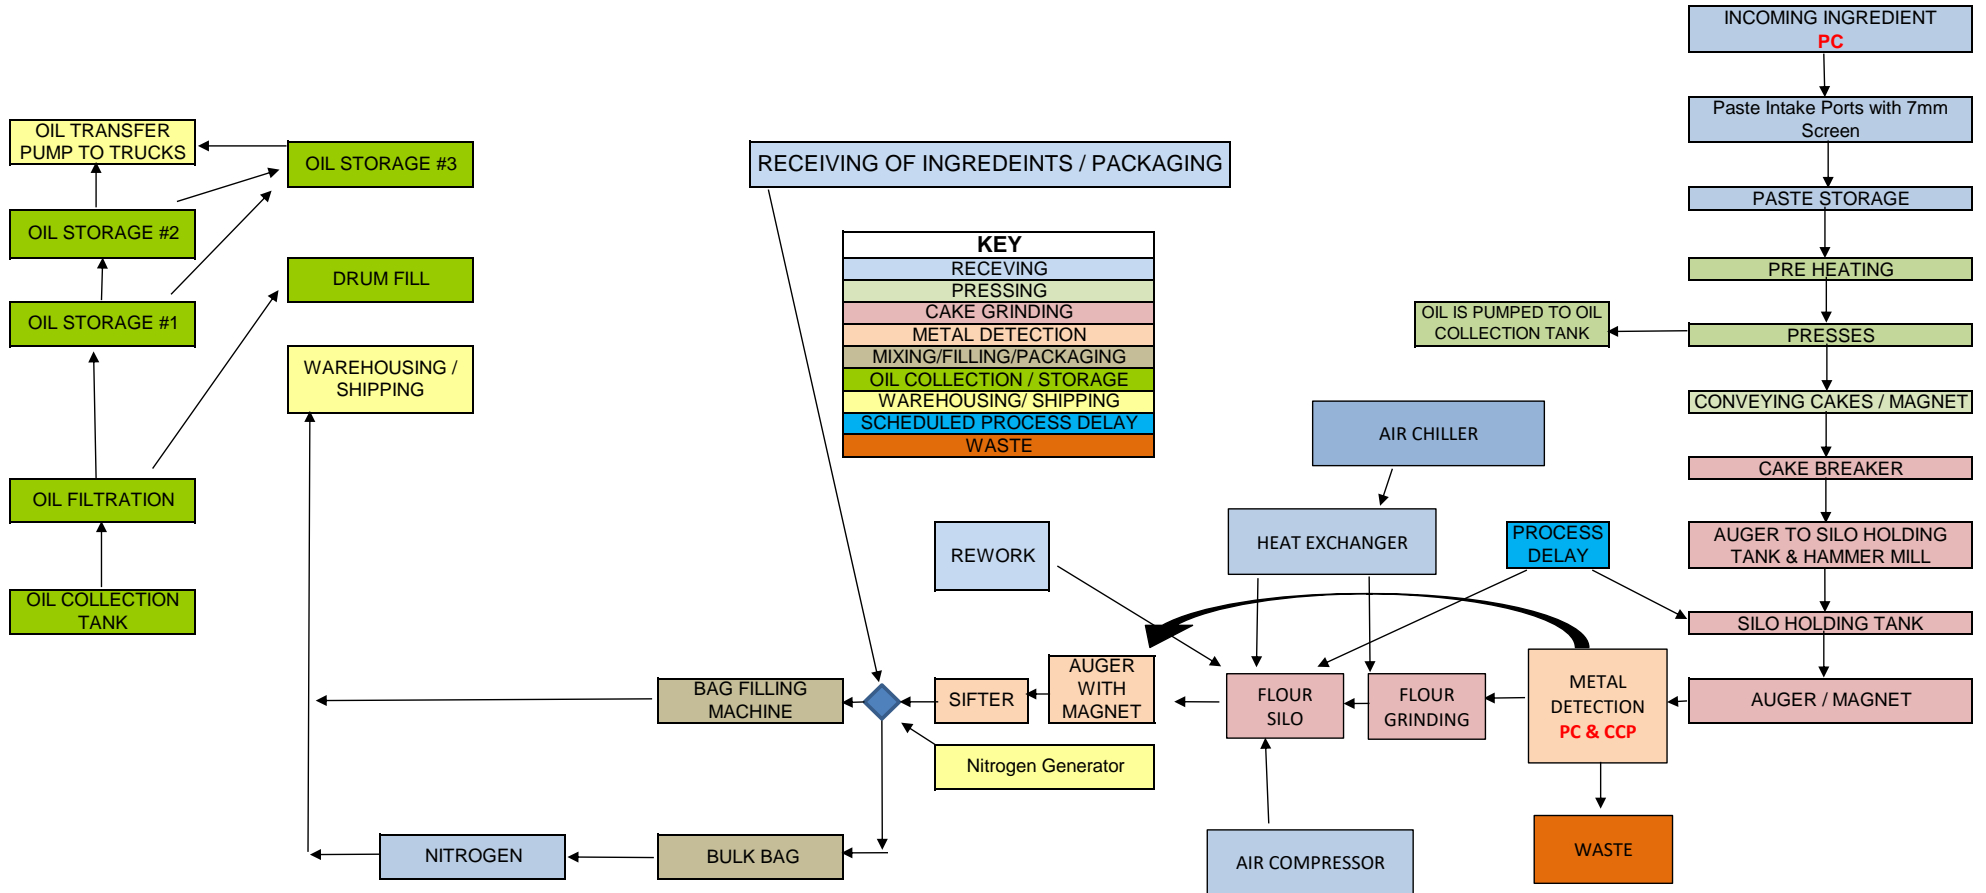 INCOMING INGREDIENT
PC
Paste Intake Ports with 7mm
Screen
PASTE STORAGE
PRE HEATING
PRESSES
OIL IS PUMPED TO OIL
COLLECTION TANK
CONVEYING CAKES / MAGNET
CAKE BREAKER
AUGER TO SILO HOLDING
TANK & HAMMER MILL
SILO HOLDING TANK
AUGER / MAGNET
OIL TRANSFER
PUMP TO TRUCKS
OIL STORAGE #3
OIL STORAGE #2
DRUM FILL
OIL STORAGE #1
WAREHOUSING /
SHIPPING
OIL FILTRATION
OIL COLLECTION
TANK
RECEIVING OF INGREDEINTS / PACKAGING
KEY
RECEVING
PRESSING
CAKE GRINDING
METAL DETECTION
MIXING/FILLING/PACKAGING
OIL COLLECTION / STORAGE
WAREHOUSING/ SHIPPING
SCHEDULED PROCESS DELAY
WASTE
AIR CHILLER
HEAT EXCHANGER
PROCESS
DELAY
REWORK
METAL
DETECTION
PC & CCP
FLOUR
GRINDING
FLOUR
SILO
AUGER
WITH
MAGNET
SIFTER
BAG FILLING
MACHINE
Nitrogen Generator
NITROGEN
BULK BAG
AIR COMPRESSOR
WASTE